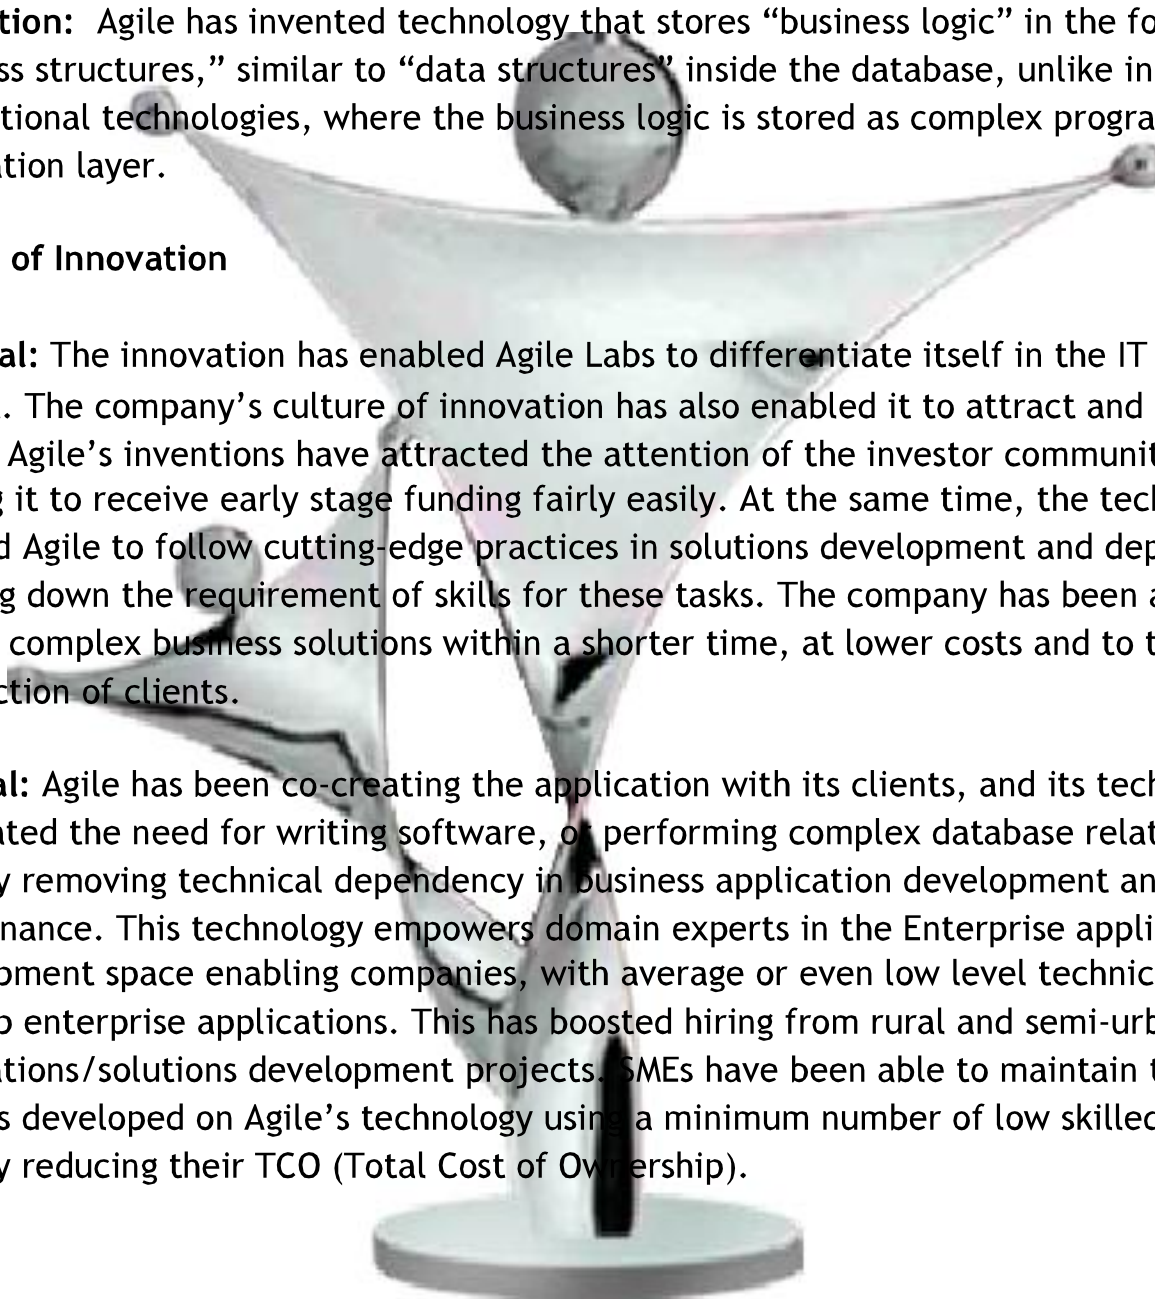 tion: Agile has invented technology that stores “business logic” in the fo
ss structures,” similar to “data structures” inside the database, unlike in
tional technologies, where the business logic is stored as complex progra
ation layer.
of Innovation
al: The innovation has enabled Agile Labs to differentiate itself in the IT
. The company’s culture of innovation has also enabled it to attract and
Agile’s inventions have attracted the attention of the investor communit
g it to receive early stage funding fairly easily. At the same time, the tech
d Agile to follow cutting-edge practices in solutions development and dep
g down the requirement of skills for these tasks. The company has been a
complex business solutions within a shorter time, at lower costs and to t
ction of clients.
al: Agile has been co-creating the application with its clients, and its tech
ated the need for writing software, or performing complex database relat
y removing technical dependency in business application development an
nance. This technology empowers domain experts in the Enterprise appli
pment space enabling companies, with average or even low level technic
p enterprise applications. This has boosted hiring from rural and semi-urb
ations/solutions development projects. SMEs have been able to maintain t
s developed on Agile’s technology using a minimum number of low skilled
y reducing their TCO (Total Cost of Ownership).